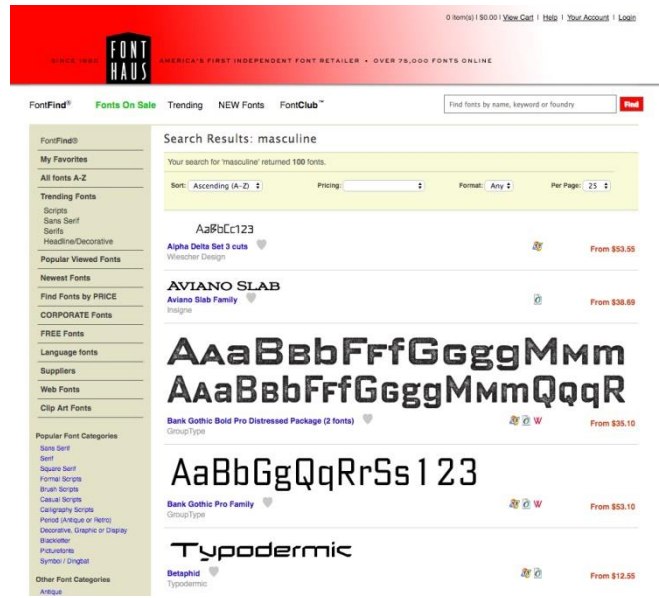 0 item(s) | $0.00 | View Cart | Help | Your Account | Login
SINCE 1990
FONT
HAUS
AMERICA'S FIRST INDEPENDENT FONT RETAILER • OVER 75,000 FONTS ONLINE
FontFind® Fonts On Sale Trending NEW Fonts FontClub™ Find fonts by name, keyword or foundry Find
FontFind®
My Favorites
All fonts A-Z
Trending Fonts
Scripts
Sans Serif
Serifs
Headline/Decorative
Popular Viewed Fonts
Newest Fonts
Find Fonts by PRICE
CORPORATE Fonts
FREE Fonts
Language fonts
Suppliers
Web Fonts
Clip Art Fonts
Popular Font Categories
Sans Serif
Serif
Square Serif
Formal Scripts
Brush Scripts
Casual Scripts
Calligraphy Scripts
Period (Antique or Retro)
Decorative, Graphic or Display
Blackletter
Picturefonts
Symbol / Dingbat
Other Font Categories
Antique
Search Results: masculine
Your search for 'masculine' returned 100 fonts.
Sort: Ascending (A-Z) Pricing: Format: Any Per Page: 25
AaBbCc123
Alpha Delta Set 3 cuts From $53.55
Wiescher Design
AVIANO SLAB
Aviano Slab Family From $38.69
Insigne
AAaBBbFFfGGggMMm
AAaBBbFFfGGggMMmQQqR
Bank Gothic Bold Pro Distressed Package (2 fonts) W From $35.10
GroupType
AaBbGgQqRrSs123
Bank Gothic Pro Family W From $53.10
GroupType
Typodermic
Betaphid From $12.55
Typodermic